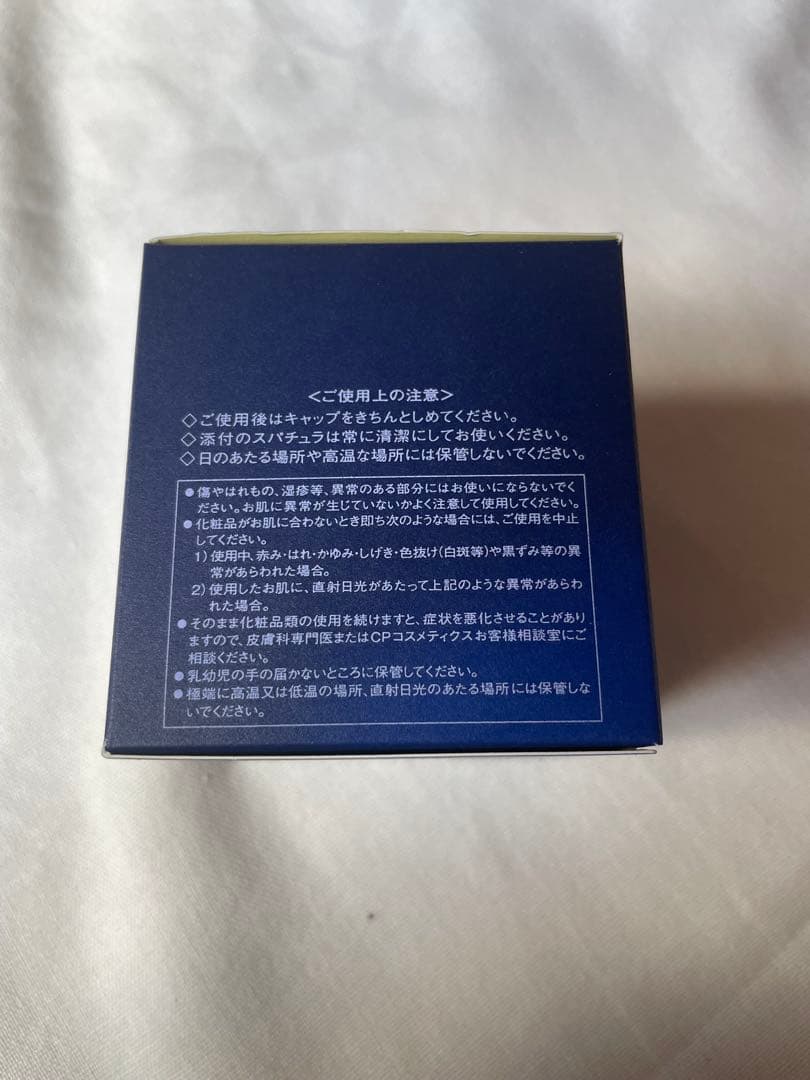 ＜ご使用上の注意＞
◇ご使用後はキャップをきちんとしめてください。
◇添付のスパチュラは常に清潔にしてお使いください。
◇日のあたる場所や高温な場所には保管しないでください。
●傷やはれもの、湿疹等、異常のある部分にはお使いにならないでく
ださい。お肌に異常が生じていないかよく注意して使用してください。
●化粧品がお肌に合わないとき即ち次のような場合には、ご使用を中止
してください。
1）使用中、赤み・はれ・かゆみ・しげき・色抜け(白斑等)や黒ずみ等の異
常があらわれた場合。
2）使用したお肌に、直射日光があたって上記のような異常があらわ
れた場合。
●そのまま化粧品類の使用を続けますと、症状を悪化させることがあり
ますので、皮膚科専門医またはCPコスメティクスお客様相談室にご
相談ください。
●乳幼児の手の届かないところに保管してください。
●極端に高温又は低温の場所、直射日光のあたる場所には保管しな
いでください。